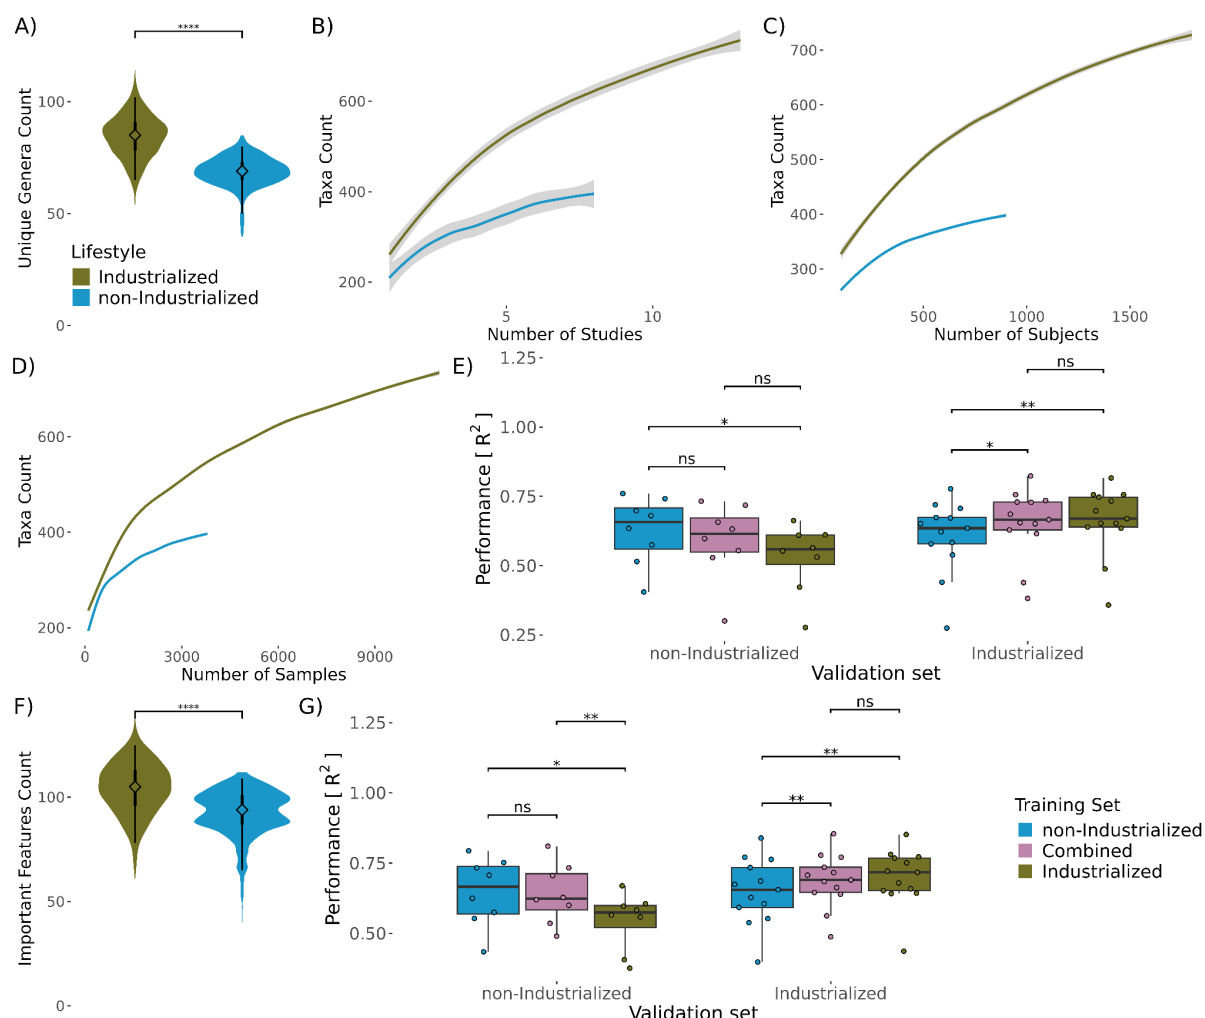 A)
****
Unique Genera Count
100
50
0
Lifestyle
Industrialized
non-Industrialized
B)
Taxa Count
600
400
200
5
10
Number of Studies
C)
Taxa Count
700
600
500
400
300
500
1000
1500
Number of Subjects
D)
Taxa Count
600
400
200
0
3000
6000
9000
Number of Samples
E)
Performance [ R² ]
1.25
1.00
0.75
0.50
0.25
ns
*
ns
ns
**
*
non-Industrialized
Industrialized
Validation set
F)
****
Important Features Count
100
50
0
G)
Performance [ R² ]
1.25
1.00
0.75
0.50
**
*
ns
ns
**
**
non-Industrialized
Industrialized
Validation set
Training Set
non-Industrialized
Combined
Industrialized